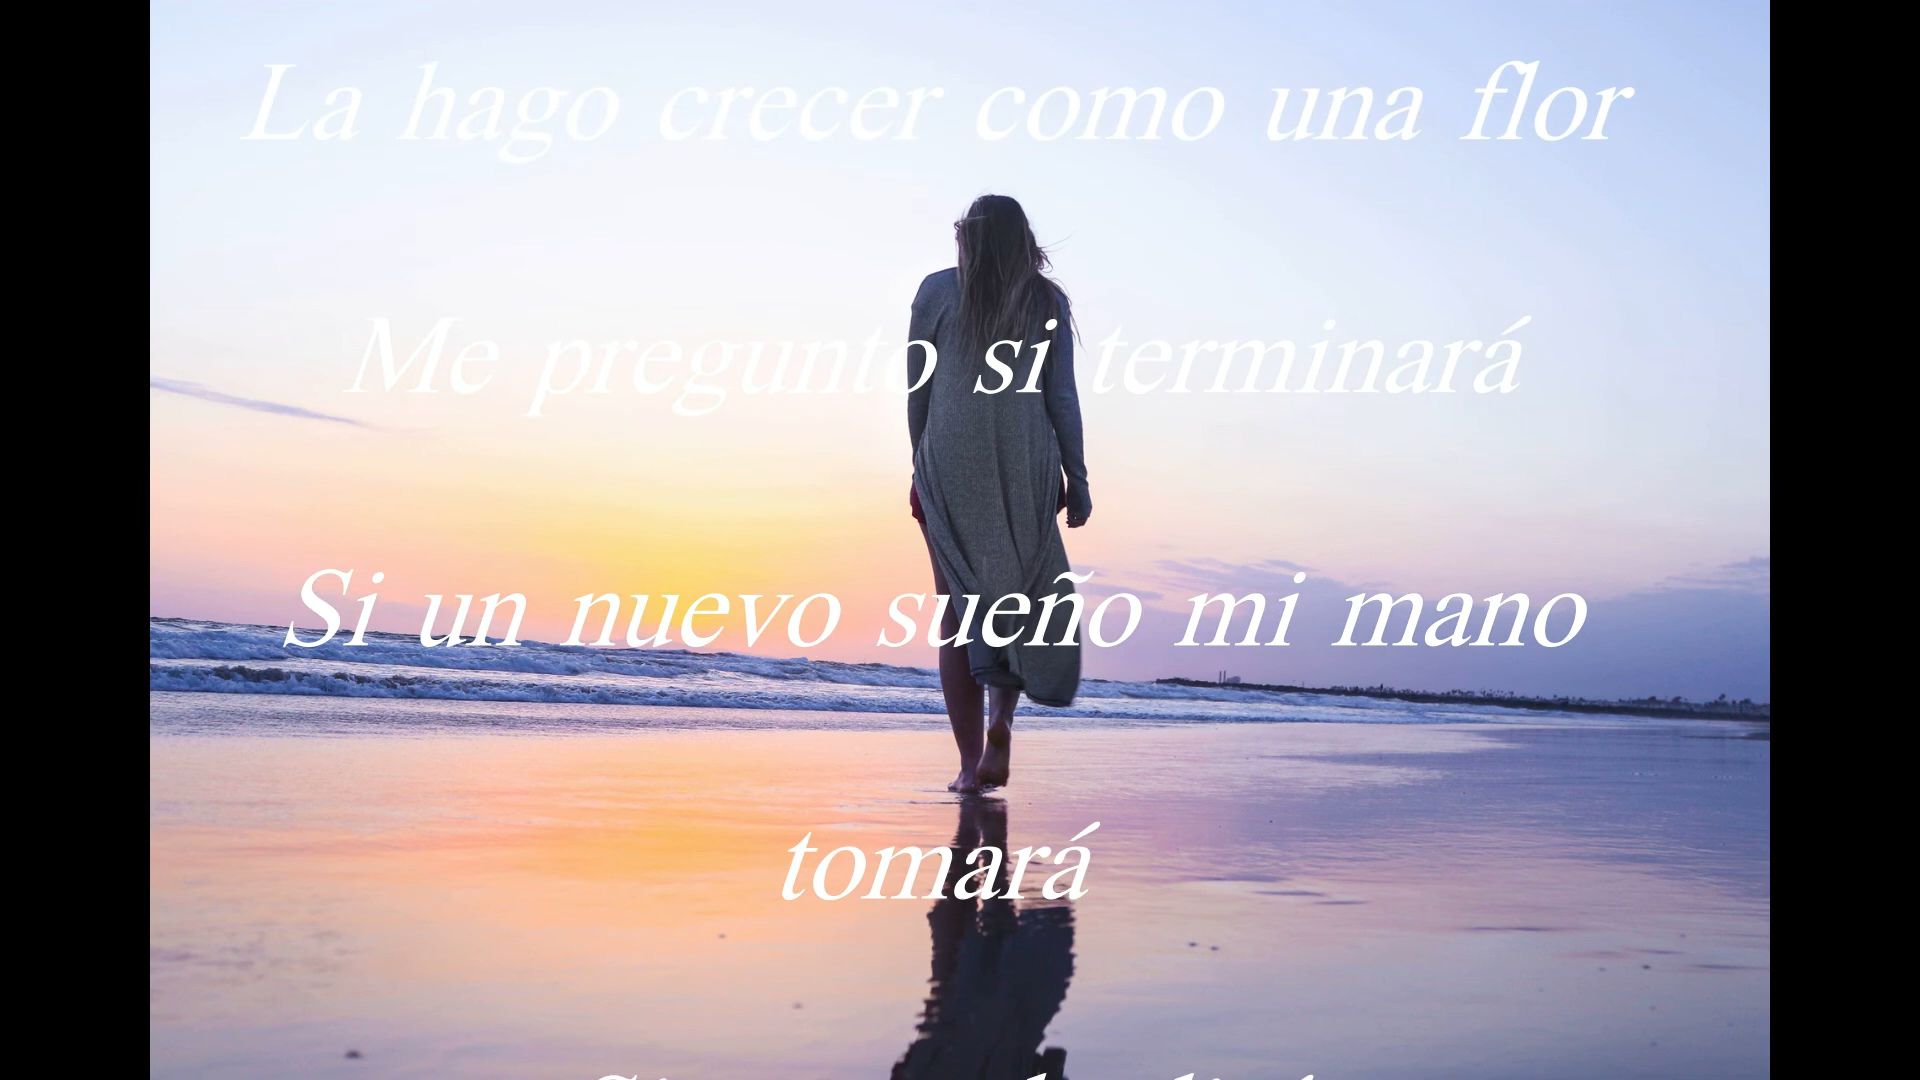 La hago crecer como una flor
Me pregunto si terminará
Si un nuevo sueño mi mano
tomará